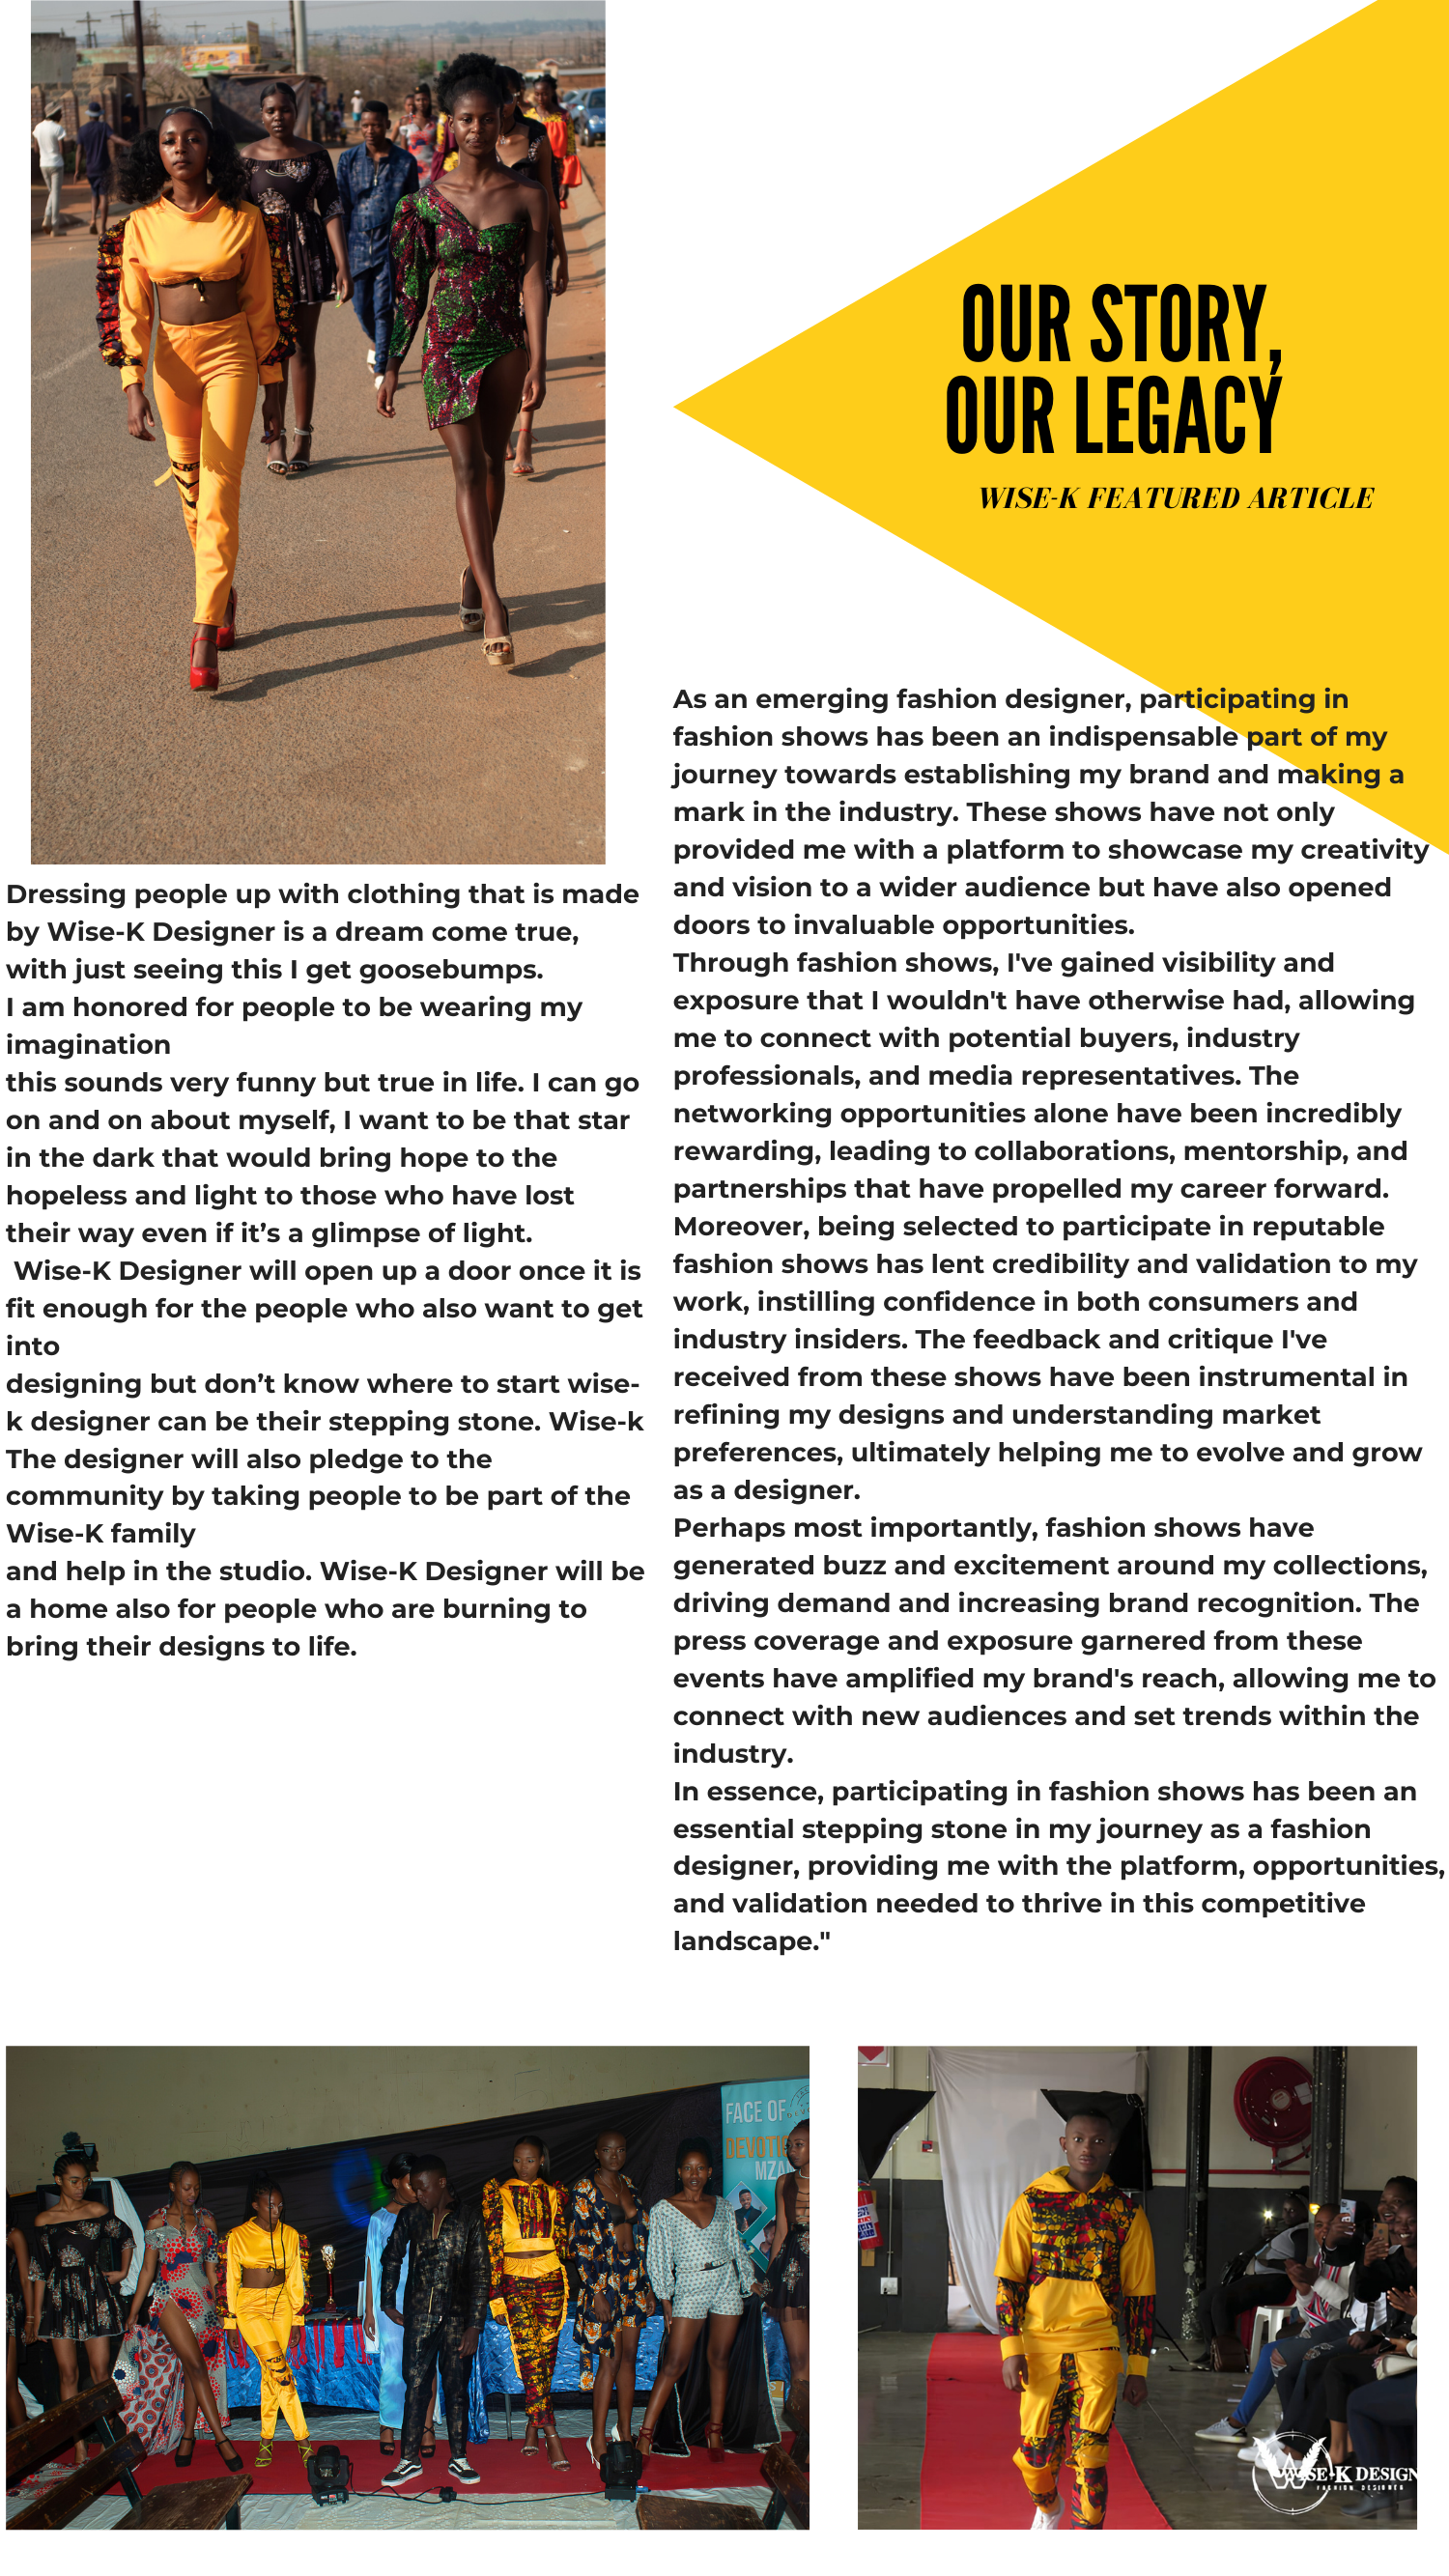 OUR STORY,
OUR LEGACY
WISE-K FEATURED ARTICLE
Dressing people up with clothing that is made
by Wise-K Designer is a dream come true,
with just seeing this I get goosebumps.
I am honored for people to be wearing my
imagination
this sounds very funny but true in life. I can go
on and on about myself, I want to be that star
in the dark that would bring hope to the
hopeless and light to those who have lost
their way even if it’s a glimpse of light.
Wise-K Designer will open up a door once it is
fit enough for the people who also want to get
into
designing but don’t know where to start wise-
k designer can be their stepping stone. Wise-k
The designer will also pledge to the
community by taking people to be part of the
Wise-K family
and help in the studio. Wise-K Designer will be
a home also for people who are burning to
bring their designs to life.
As an emerging fashion designer, participating in
fashion shows has been an indispensable part of my
journey towards establishing my brand and making a
mark in the industry. These shows have not only
provided me with a platform to showcase my creativity
and vision to a wider audience but have also opened
doors to invaluable opportunities.
Through fashion shows, I've gained visibility and
exposure that I wouldn't have otherwise had, allowing
me to connect with potential buyers, industry
professionals, and media representatives. The
networking opportunities alone have been incredibly
rewarding, leading to collaborations, mentorship, and
partnerships that have propelled my career forward.
Moreover, being selected to participate in reputable
fashion shows has lent credibility and validation to my
work, instilling confidence in both consumers and
industry insiders. The feedback and critique I've
received from these shows have been instrumental in
refining my designs and understanding market
preferences, ultimately helping me to evolve and grow
as a designer.
Perhaps most importantly, fashion shows have
generated buzz and excitement around my collections,
driving demand and increasing brand recognition. The
press coverage and exposure garnered from these
events have amplified my brand's reach, allowing me to
connect with new audiences and set trends within the
industry.
In essence, participating in fashion shows has been an
essential stepping stone in my journey as a fashion
designer, providing me with the platform, opportunities,
and validation needed to thrive in this competitive
landscape."
FACE OF
DEVOTI
MZA
WISE-K DESIGN
FASHION DESIGNER